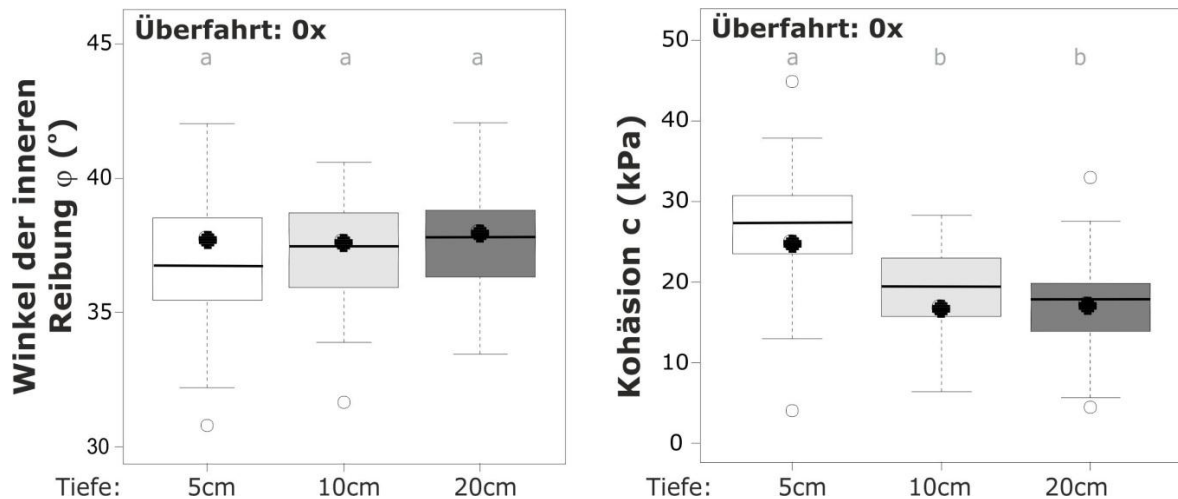 Überfahrt: 0x
a a a
Winkel der inneren
Reibung φ (°)
45
40
35
30
Tiefe: 5cm 10cm 20cm
Überfahrt: 0x
a b b
Kohäsion c (kPa)
50
40
30
20
10
0
Tiefe: 5cm 10cm 20cm